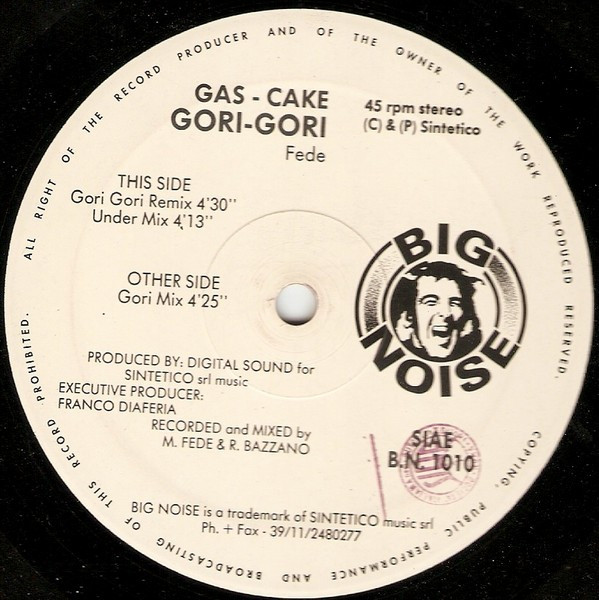 ALL RIGHT OF THE RECORD PRODUCER AND OF THE OWNER OF THE WORK REPRODUCED RESERVED. COPYING, PUBLIC PERFORMANCE AND BROADCASTING OF THIS RECORD PROHIBITED.
GAS - CAKE
GORI-GORI
Fede
45 rpm stereo
(C) & (P) Sintetico
THIS SIDE
Gori Gori Remix 4'30''
Under Mix 4'13''
OTHER SIDE
Gori Mix 4'25''
BIG
NOISE
PRODUCED BY: DIGITAL SOUND for
SINTETICO srl music
EXECUTIVE PRODUCER:
FRANCO DIAFERIA
RECORDED and MIXED by
M. FEDE & R. BAZZANO
SIAE
B.N. 1010
BIG NOISE is a trademark of SINTETICO music srl
Ph. + Fax - 39/11/2480277